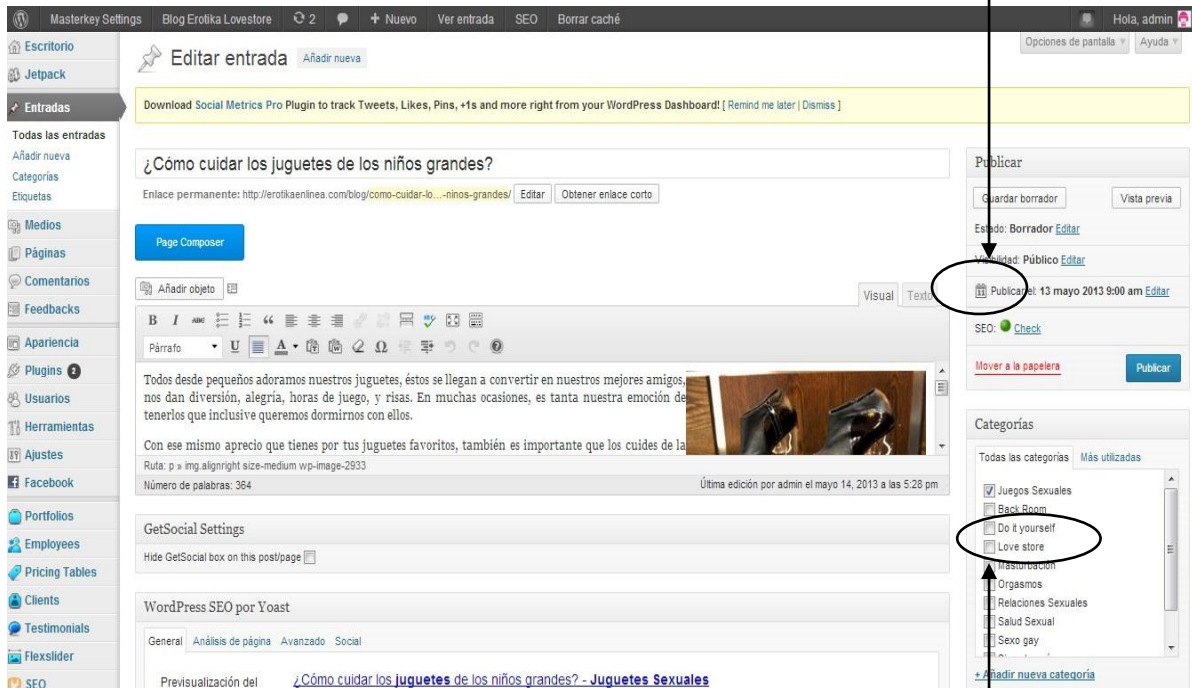 Masterkey Settings Blog Erotika Lovestore 2 + Nuevo Ver entrada SEO Borrar caché Hola, admin
Escritorio
Jetpack
Entradas
Todas las entradas
Añadir nueva
Categorías
Etiquetas
Medios
Páginas
Comentarios
Feedbacks
Apariencia
Plugins 2
Usuarios
Herramientas
Ajustes
Facebook
Portfolios
Employees
Pricing Tables
Clients
Testimonials
Flexslider
SEO
Opciones de pantalla Ayuda
Editar entrada Añadir nueva
Download Social Metrics Pro Plugin to track Tweets, Likes, Pins, +1s and more right from your WordPress Dashboard! [ Remind me later | Dismiss ]
¿Cómo cuidar los juguetes de los niños grandes?
Enlace permanente: http://erotikaenlinea.com/blog/como-cuidar-lo...-ninos-grandes/ Editar Obtener enlace corto
Page Composer
Añadir objeto
Visual Texto
B I ABC
Párrafo U A Ω
Todos desde pequeños adoramos nuestros juguetes, éstos se llegan a convertir en nuestros mejores amigos,
nos dan diversión, alegría, horas de juego, y risas. En muchas ocasiones, es tanta nuestra emoción de
tenerlos que inclusive queremos dormirnos con ellos.
Con ese mismo aprecio que tienes por tus juguetes favoritos, también es importante que los cuides de la
Ruta: p » img.alignright size-medium wp-image-2933
Número de palabras: 364 Última edición por admin el mayo 14, 2013 a las 5:28 pm
GetSocial Settings
Hide GetSocial box on this post/page
WordPress SEO por Yoast
General Análisis de página Avanzado Social
Previsualización del ¿Cómo cuidar los juguetes de los niños grandes? - Juguetes Sexuales
Publicar
Guardar borrador Vista previa
Estado: Borrador Editar
Visibilidad: Público Editar
11 Publicar el: 13 mayo 2013 9:00 am Editar
SEO: Check
Mover a la papelera Publicar
Categorías
Todas las categorías Más utilizadas
Juegos Sexuales
Back Room
Do it yourself
Love store
Masturbación
Orgasmos
Relaciones Sexuales
Salud Sexual
Sexo gay
+ Añadir nueva categoría